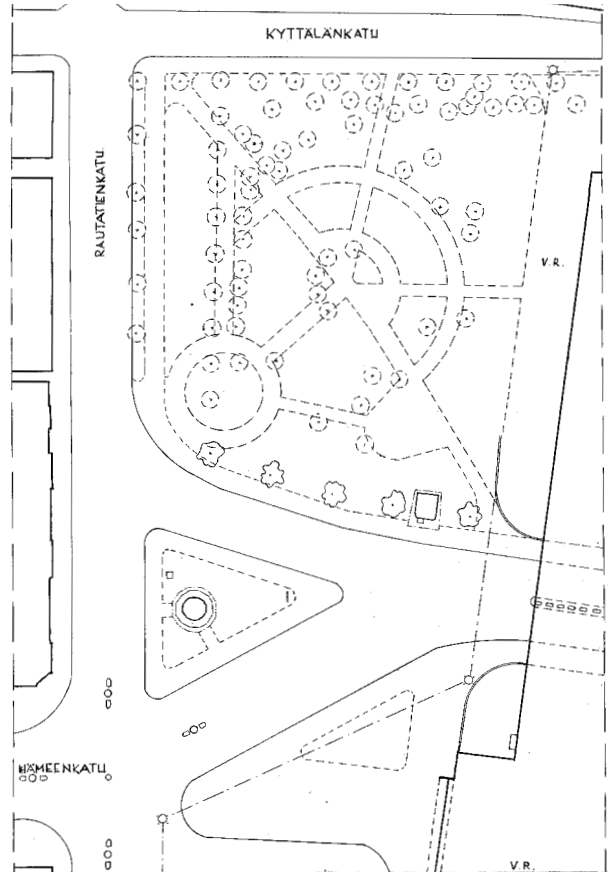 KYTTÄLÄNKATU
RAUTATIENKATU
V.R.
HÄMEENKATU
V.R.